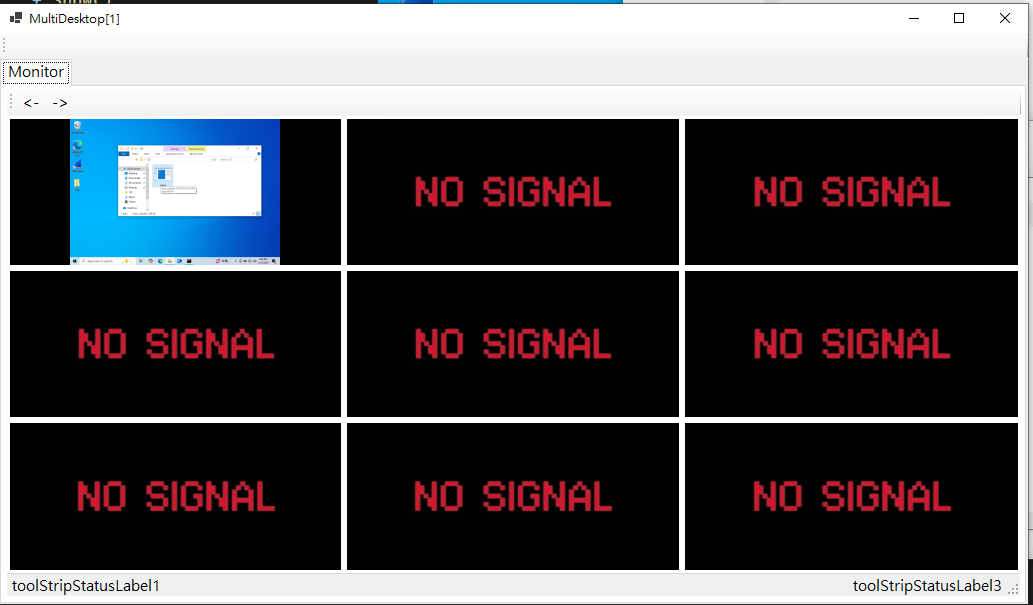 MultiDesktop[1]
Monitor
<- ->
NO SIGNAL NO SIGNAL
NO SIGNAL NO SIGNAL NO SIGNAL
NO SIGNAL NO SIGNAL NO SIGNAL
toolStripStatusLabel1 toolStripStatusLabel3